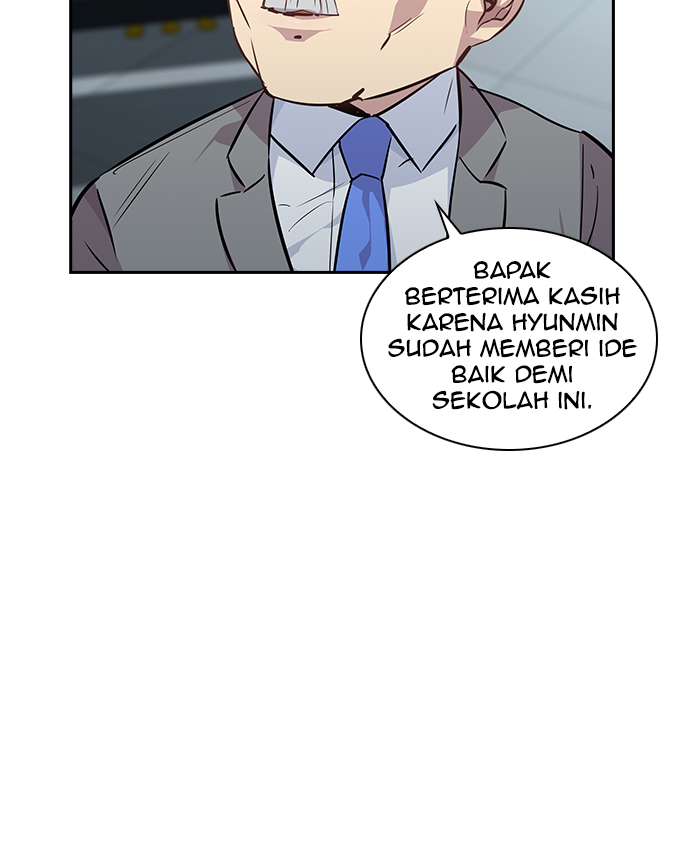 BAPAK
BERTERIMA KASIH
KARENA HYUNMIN
SUDAH MEMBERI IDE
BAIK DEMI
SEKOLAH INI.